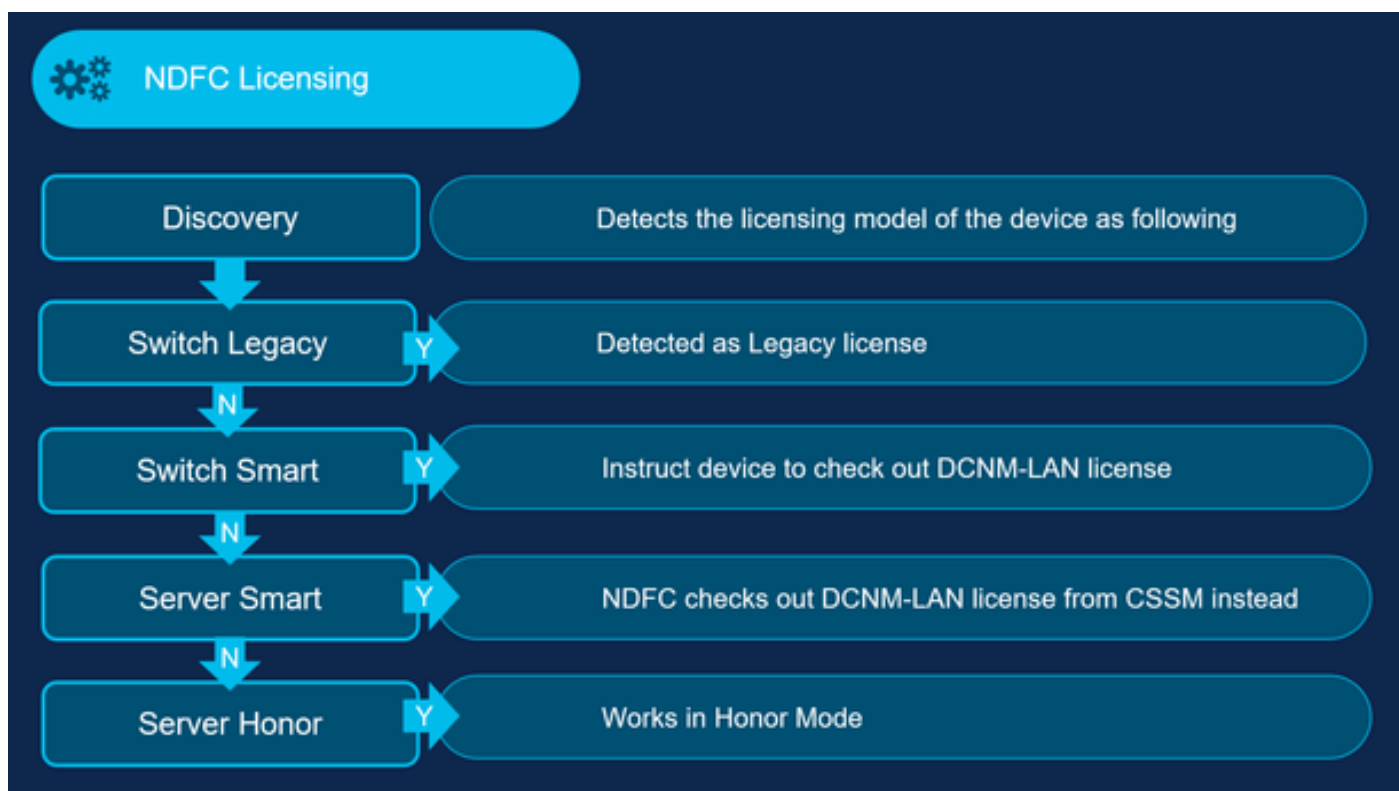 NDFC Licensing
Discovery
Detects the licensing model of the device as following
Switch Legacy
Y
Detected as Legacy license
N
Switch Smart
Y
Instruct device to check out DCNM-LAN license
N
Server Smart
Y
NDFC checks out DCNM-LAN license from CSSM instead
N
Server Honor
Y
Works in Honor Mode